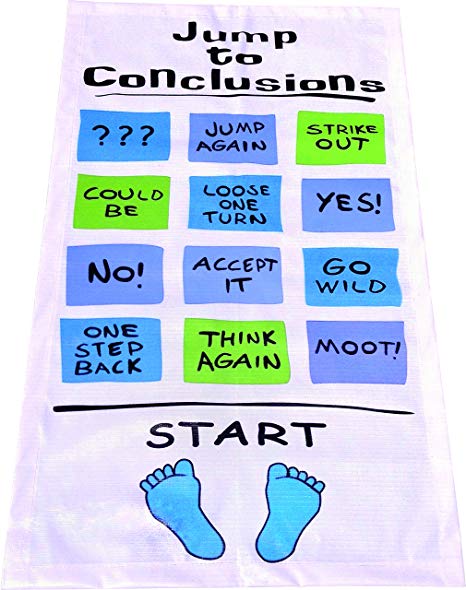 Jump
to
Conclusions
???
JUMP
AGAIN
STRIKE
OUT
COULD
BE
LOOSE
ONE
TURN
YES!
NO!
ACCEPT
IT
GO
WILD
ONE
STEP
BACK
THINK
AGAIN
MOOT!
START